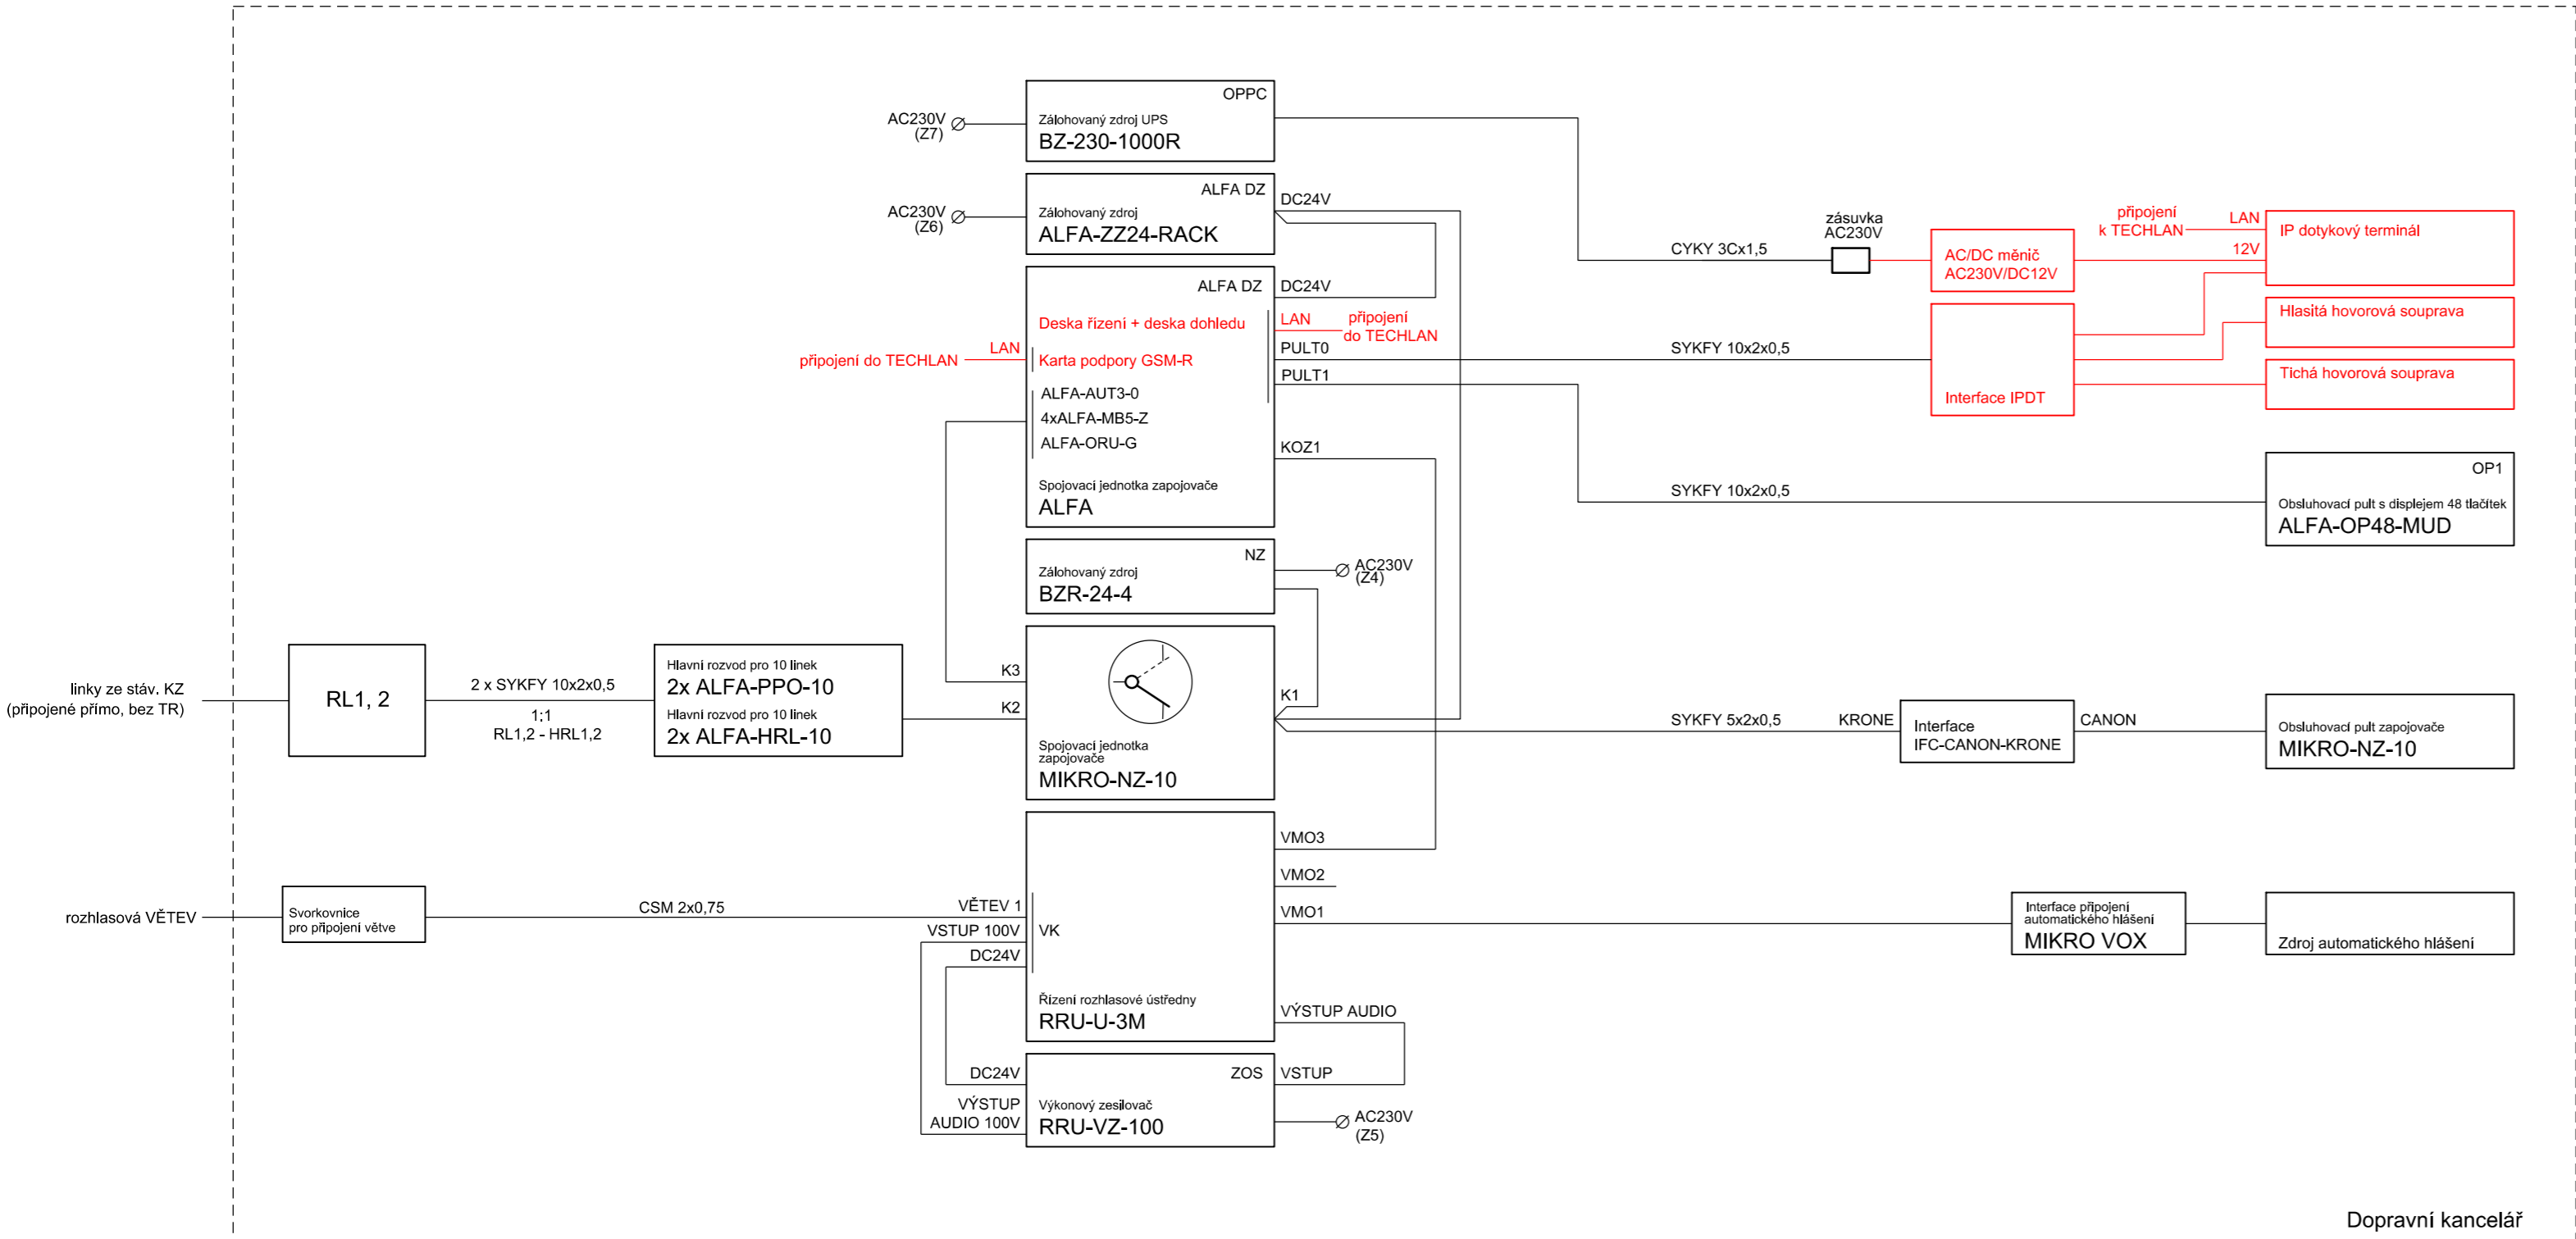 OPPC
AC230V
(Z7)
Zálohovaný zdroj UPS
BZ-230-1000R
ALFA DZ
DC24V
AC230V
(Z6)
Zálohovaný zdroj
ALFA-ZZ24-RACK
zásuvka
AC230V
CYKY 3Cx1,5
AC/DC měnič
AC230V/DC12V
připojení
k TECHLAN
LAN
12V
IP dotykový terminál
ALFA DZ
DC24V
Deska řízení + deska dohledu
LAN
připojení
do TECHLAN
Hlasitá hovorová souprava
připojení do TECHLAN
LAN
Karta podpory GSM-R
PULT0
SYKFY 10x2x0,5
Interface IPDT
Tichá hovorová souprava
PULT1
ALFA-AUT3-0
4xALFA-MB5-Z
ALFA-ORU-G
KOZ1
Spojovací jednotka zapojovače
ALFA
SYKFY 10x2x0,5
OP1
Obsluhovací pult s displejem 48 tlačítek
ALFA-OP48-MUD
NZ
Zálohovaný zdroj
BZR-24-4
AC230V
(Z4)
linky ze stáv. KZ
(připojené přímo, bez TR)
RL1, 2
2 x SYKFY 10x2x0,5
1:1
RL1,2 - HRL1,2
Hlavní rozvod pro 10 linek
2x ALFA-PPO-10
Hlavní rozvod pro 10 linek
2x ALFA-HRL-10
K3
K2
K1
Spojovací jednotka
zapojovače
MIKRO-NZ-10
SYKFY 5x2x0,5
KRONE
Interface
IFC-CANON-KRONE
CANON
Obsluhovací pult zapojovače
MIKRO-NZ-10
VMO3
VMO2
VMO1
rozhlasová VĚTEV
Svorkovnice
pro připojení větve
CSM 2x0,75
VĚTEV 1
VSTUP 100V
DC24V
VK
Řízení rozhlasové ústředny
RRU-U-3M
VÝSTUP AUDIO
Interface připojení
automatického hlášení
MIKRO VOX
Zdroj automatického hlášení
DC24V
VÝSTUP
AUDIO 100V
ZOS
VSTUP
Výkonový zesilovač
RRU-VZ-100
AC230V
(Z5)
Dopravní kancelář